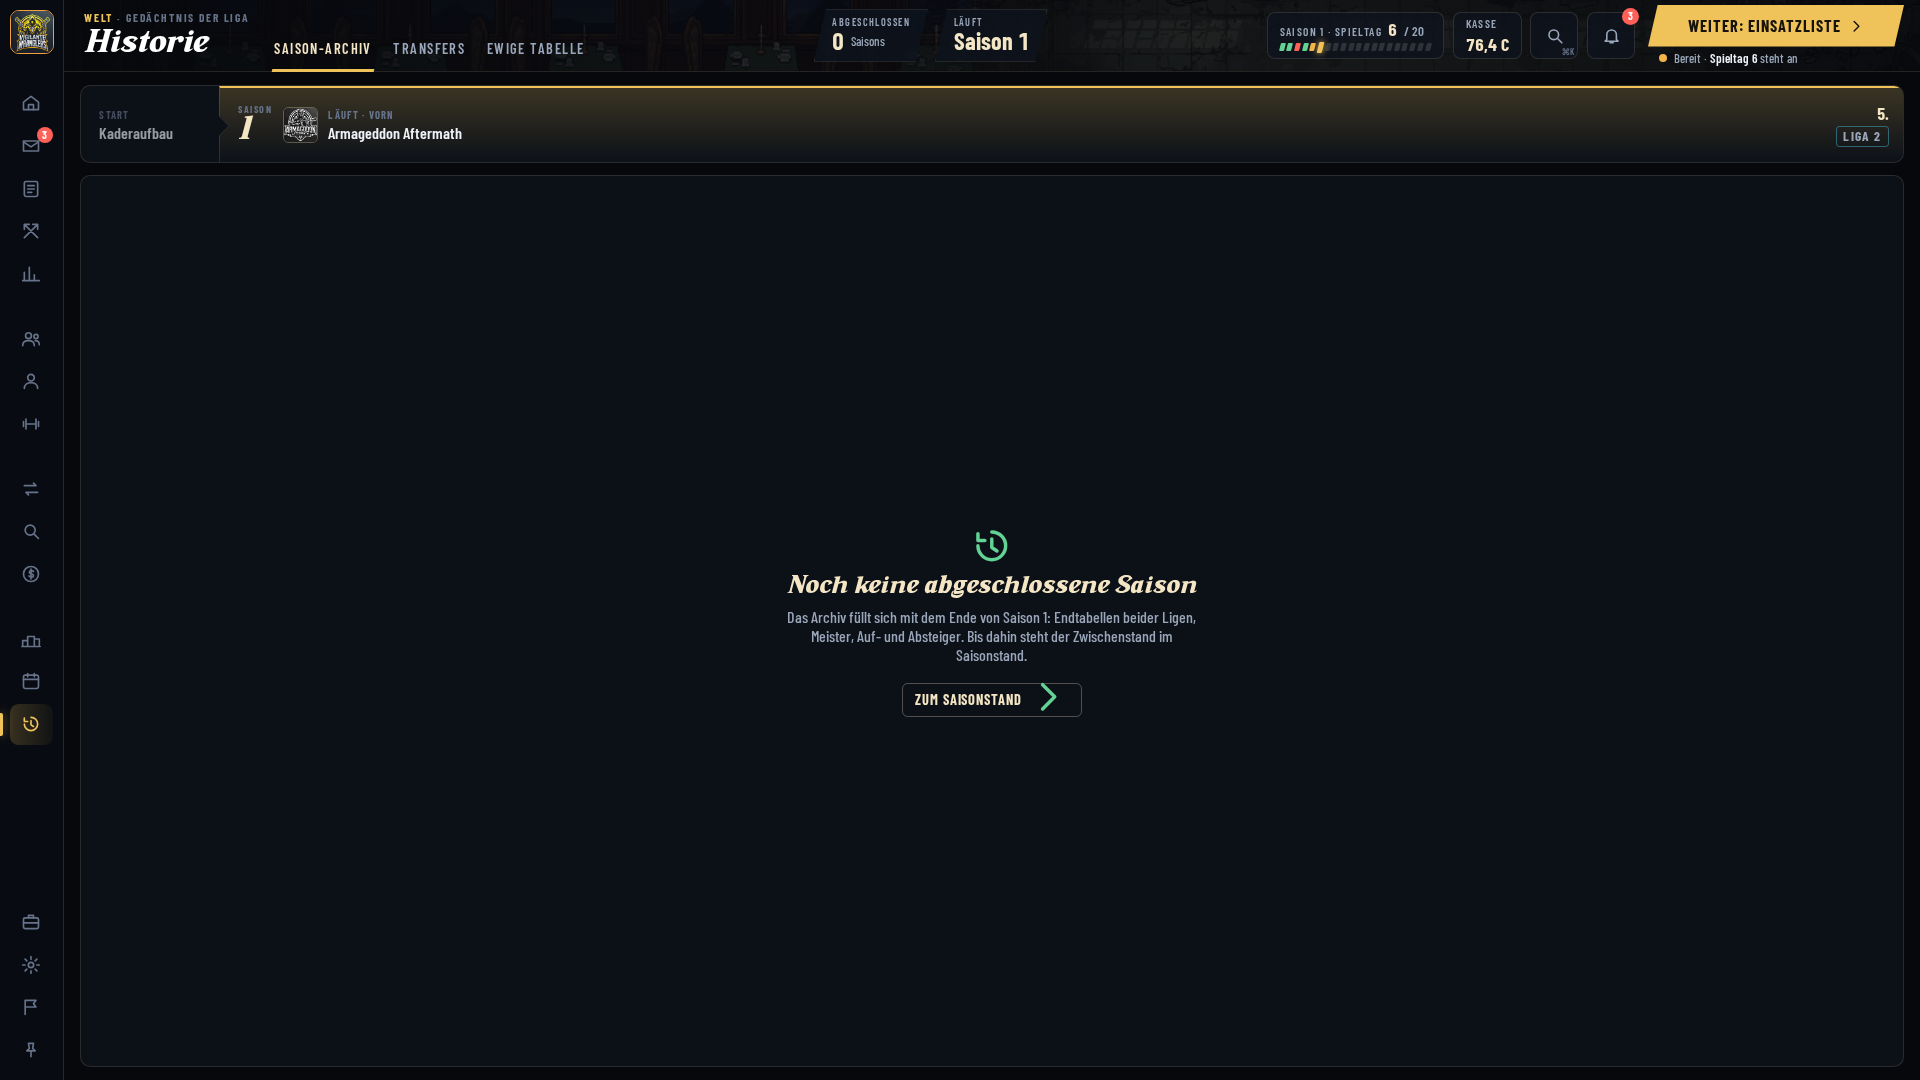 WELT · GEDÄCHTNIS DER LIGA
Historie
SAISON-ARCHIV
TRANSFERS
EWIGE TABELLE
ABGESCHLOSSEN
0 Saisons
LÄUFT
Saison 1
SAISON 1 · SPIELTAG 6 / 20
KASSE
76,4 C
⌘K
3
WEITER: EINSATZLISTE
Bereit · Spieltag 6 steht an
3
START
Kaderaufbau
SAISON
1
LÄUFT · VORN
Armageddon Aftermath
5.
LIGA 2
Noch keine abgeschlossene Saison
Das Archiv füllt sich mit dem Ende von Saison 1: Endtabellen beider Ligen,
Meister, Auf- und Absteiger. Bis dahin steht der Zwischenstand im
Saisonstand.
ZUM SAISONSTAND